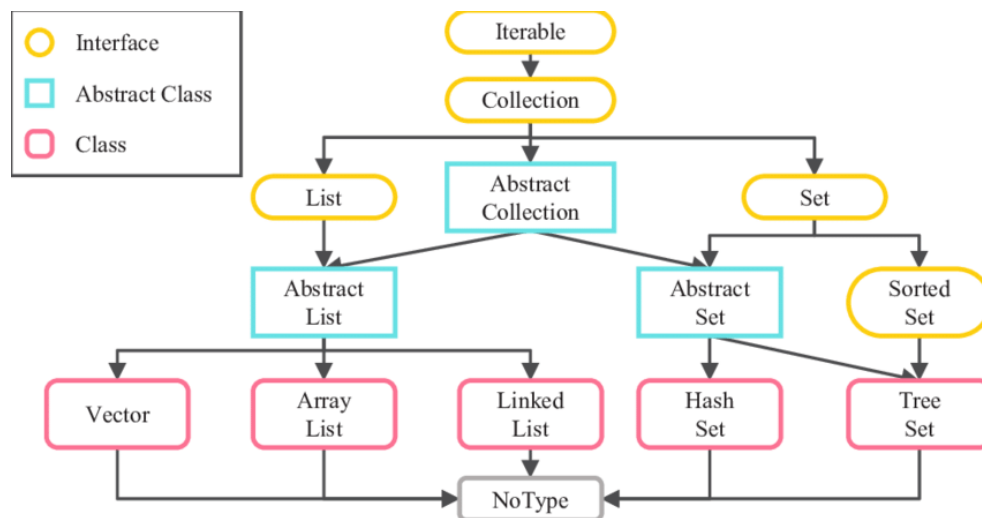 Interface
Abstract Class
Class
Iterable
Collection
List
Abstract
Collection
Set
Abstract
List
Abstract
Set
Sorted
Set
Vector
Array
List
Linked
List
Hash
Set
Tree
Set
NoType